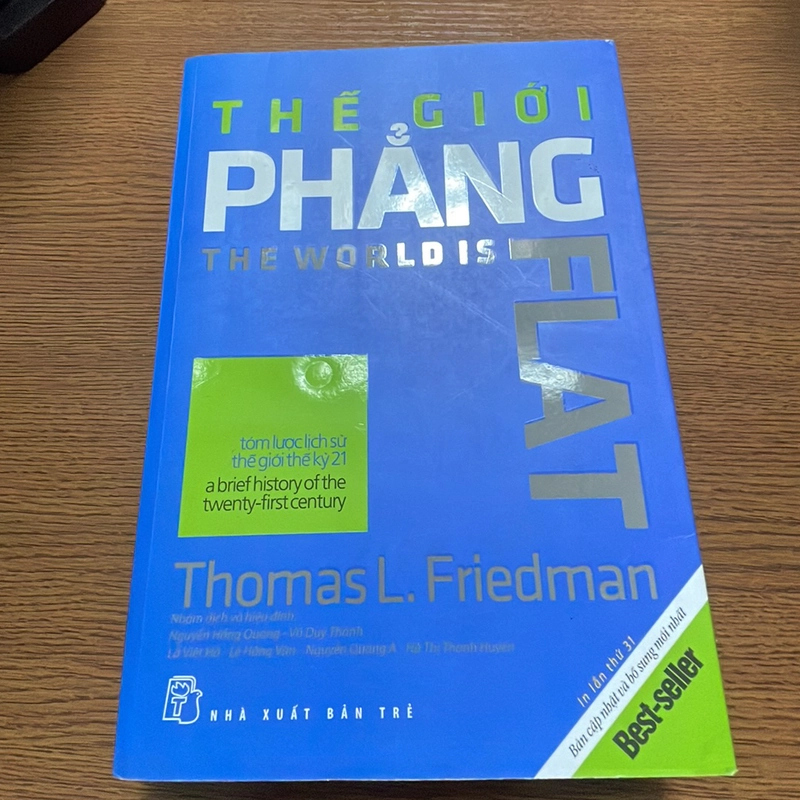 THẾ GIỚI
PHẲNG
THE WORLD IS
FLAT
tóm lược lịch sử
thế giới thế kỷ 21
a brief history of the
twenty-first century
Thomas L. Friedman
Nhóm dịch và hiệu đính:
Nguyễn Hồng Quang - Vũ Duy Thành
Lã Việt Hà - Lê Hồng Vân - Nguyễn Quang A - Hà Thị Thanh Huyền
NHÀ XUẤT BẢN TRẺ
In lần thứ 31
Bản cập nhật và bổ sung mới nhất
Best-seller